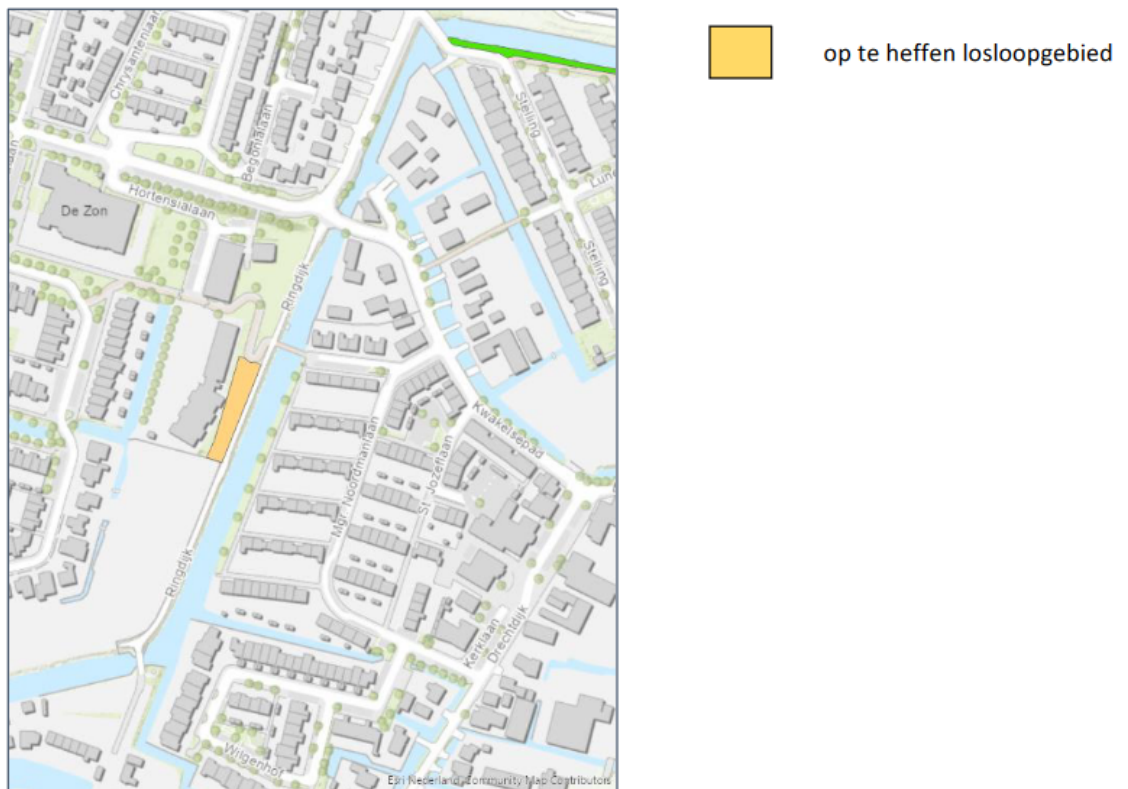 op te heffen losloopgebied
Chrysantenlaan
Begonialaan
Stelling
Hortensialaan
De Zon
Stelling
Ringdijk
Kwakelsepad
Mgr. Noordmanlaan
St. Jozeflaan
Ringdijk
Kerklaan
Drechtdijk
Wilgenhof
Esri Nederland, Community Map Contributors